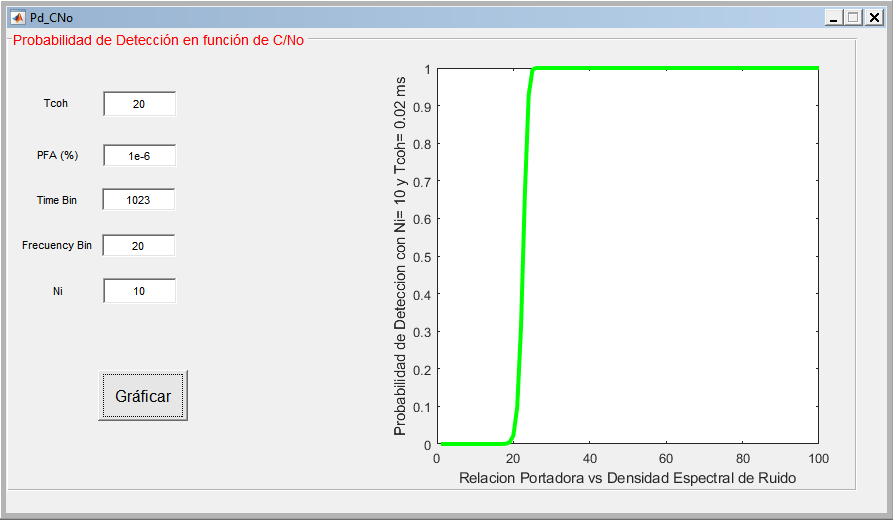 Pd_CNo
Probabilidad de Detección en función de C/No
Tcoh
20
PFA (%)
1e-6
Time Bin
1023
Frecuency Bin
20
Ni
10
Gráficar
Probabilidad de Deteccion con Ni= 10 y Tcoh= 0.02 ms
1
0.9
0.8
0.7
0.6
0.5
0.4
0.3
0.2
0.1
0
0 20 40 60 80 100
Relacion Portadora vs Densidad Espectral de Ruido